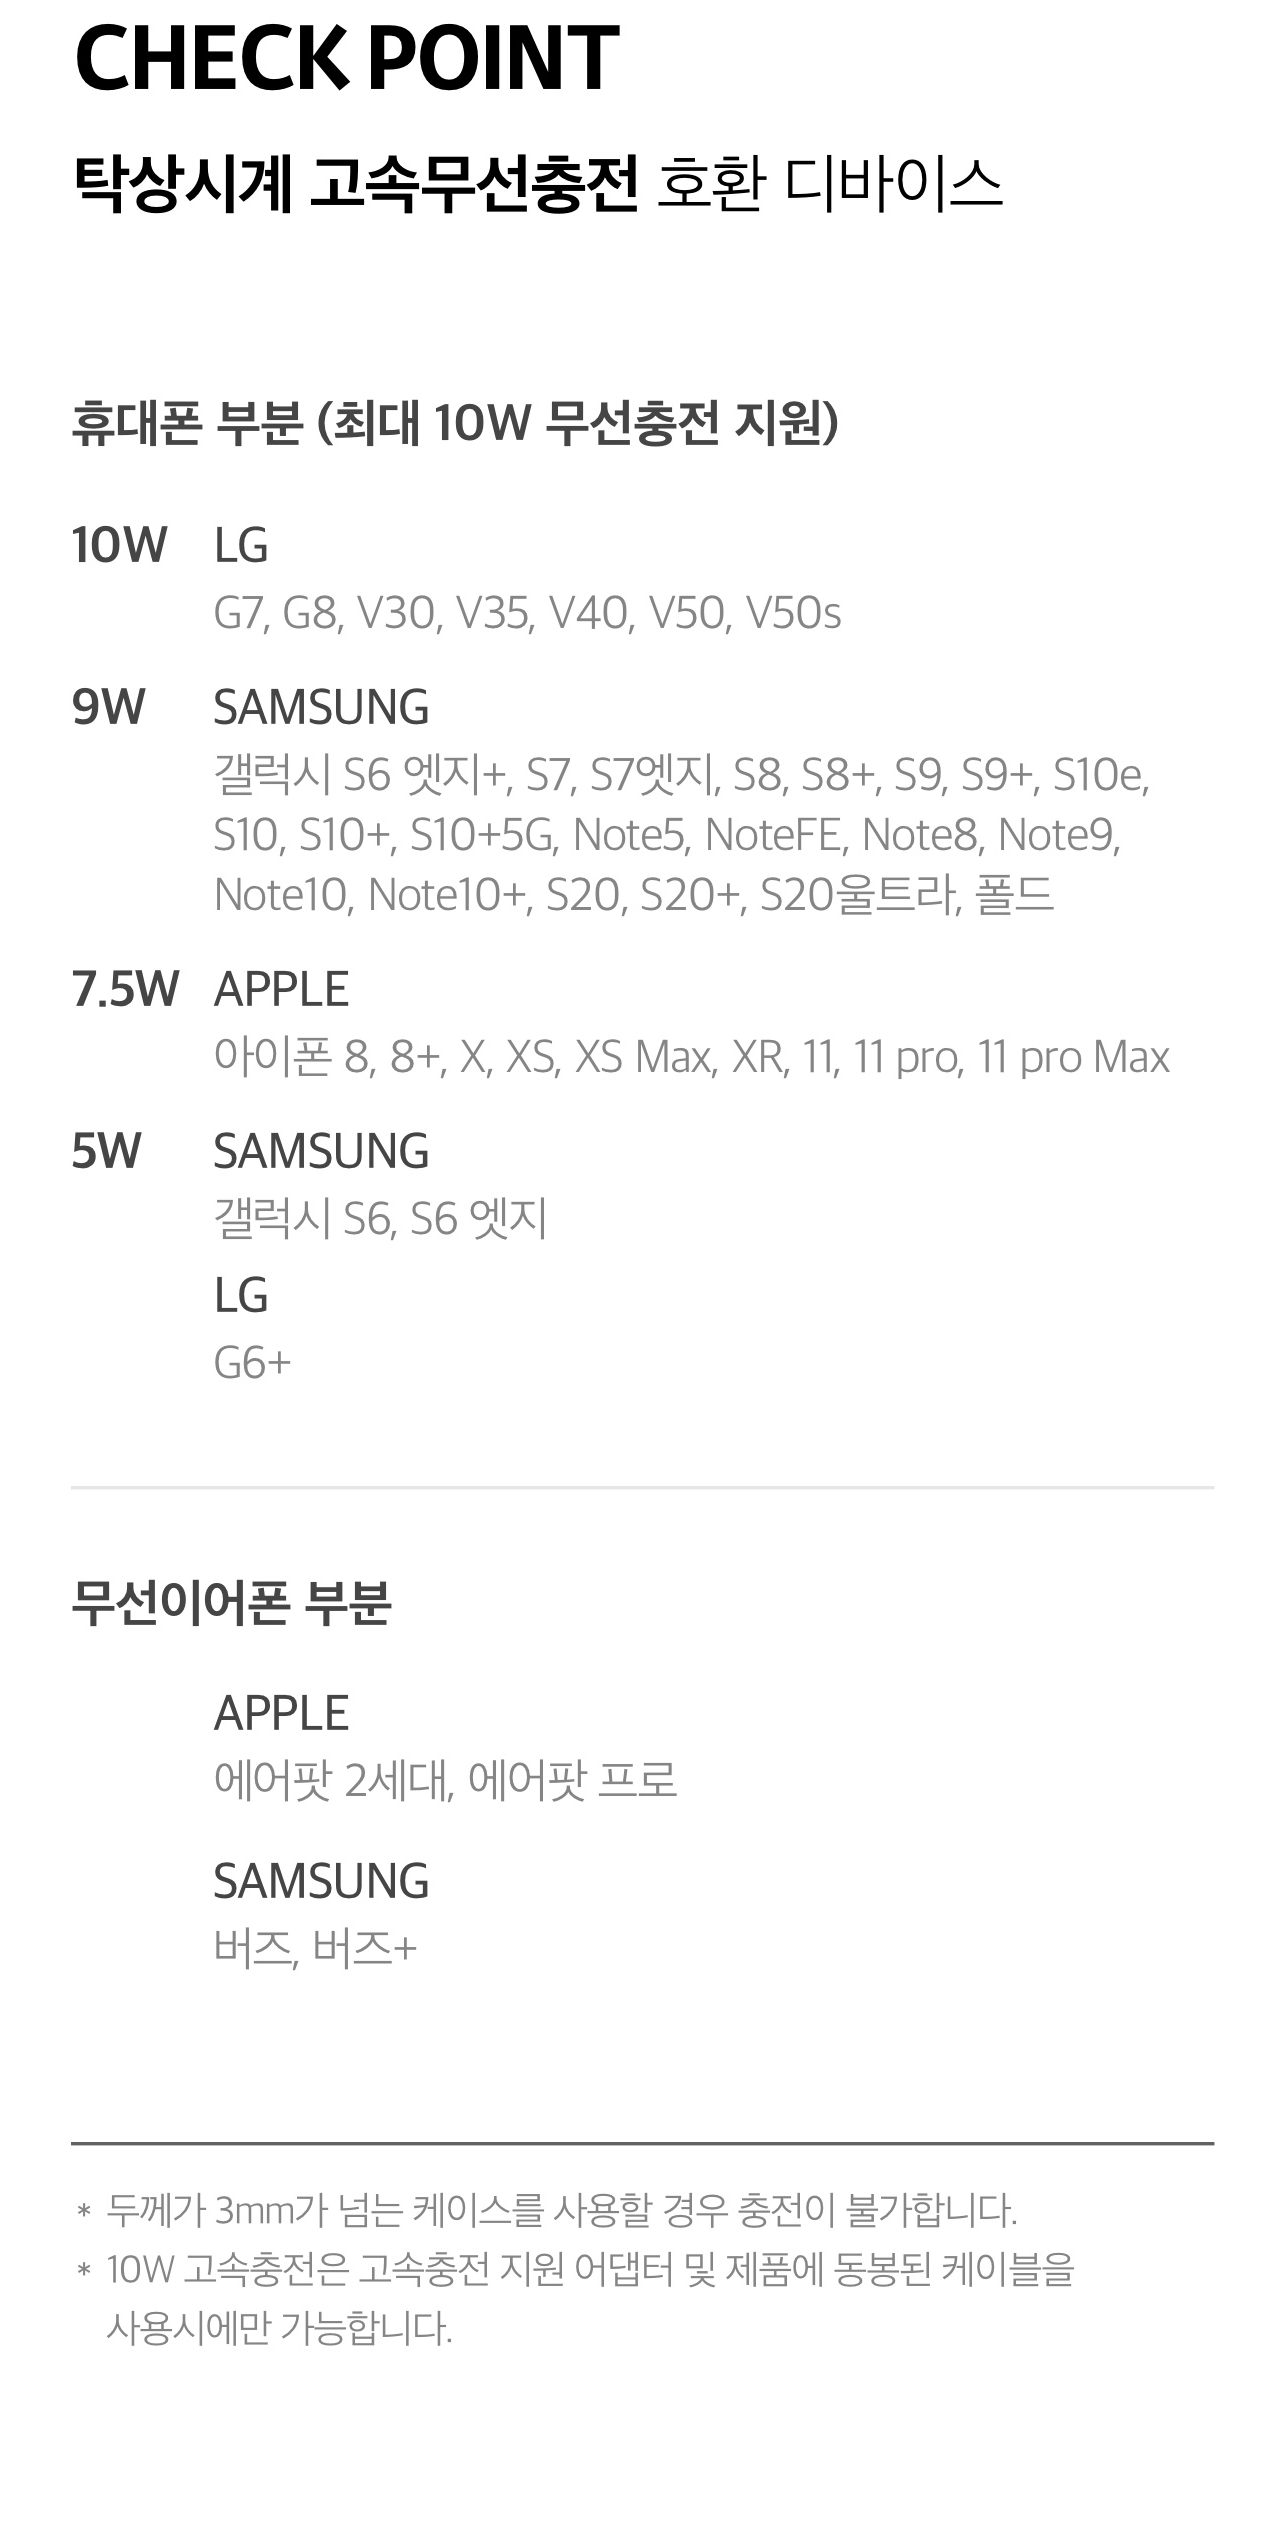 CHECK POINT
탁상시계 고속무선충전 호환 디바이스
휴대폰 부분 (최대 10W 무선충전 지원)
10W LG
G7, G8, V30, V35, V40, V50, V50s
9W SAMSUNG
갤럭시 S6 엣지+, S7, S7엣지, S8, S8+, S9, S9+, S10e,
S10, S10+, S10+5G, Note5, NoteFE, Note8, Note9,
Note10, Note10+, S20, S20+, S20울트라, 폴드
7.5W APPLE
아이폰 8, 8+, X, XS, XS Max, XR, 11, 11 pro, 11 pro Max
5W SAMSUNG
갤럭시 S6, S6 엣지
LG
G6+
무선이어폰 부분
APPLE
에어팟 2세대, 에어팟 프로
SAMSUNG
버즈, 버즈+
* 두께가 3mm가 넘는 케이스를 사용할 경우 충전이 불가합니다.
* 10W 고속충전은 고속충전 지원 어댑터 및 제품에 동봉된 케이블을
사용시에만 가능합니다.